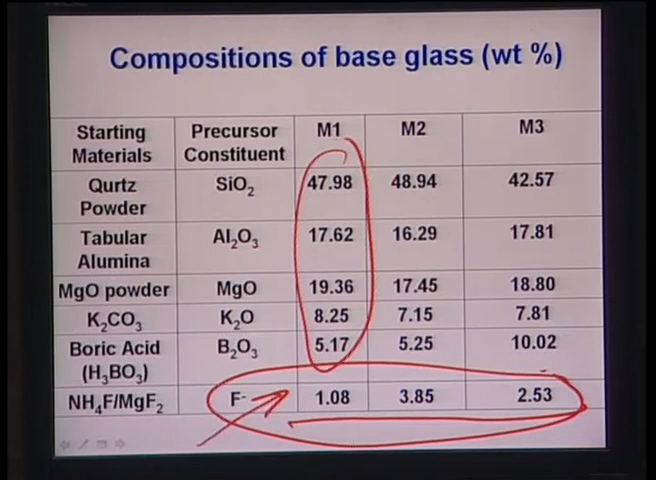 Compositions of base glass (wt %)
Starting Materials | Precursor Constituent | M1 | M2 | M3
Qurtz Powder | SiO₂ | 47.98 | 48.94 | 42.57
Tabular Alumina | Al₂O₃ | 17.62 | 16.29 | 17.81
MgO powder | MgO | 19.36 | 17.45 | 18.80
K₂CO₃ | K₂O | 8.25 | 7.15 | 7.81
Boric Acid (H₃BO₃) | B₂O₃ | 5.17 | 5.25 | 10.02
NH₄F/MgF₂ | F- | 1.08 | 3.85 | 2.53